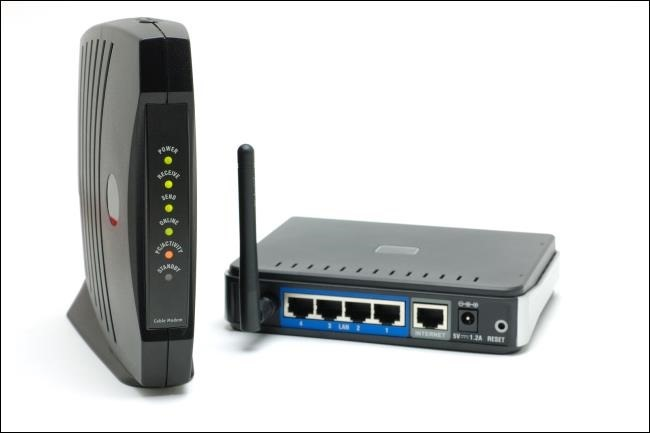 POWER
RECEIVE
SEND
ONLINE
PC/ACTIVITY
STANDBY
Cable Modem
4 3 LAN 2 1
INTERNET
5V⎓1.2A
RESET